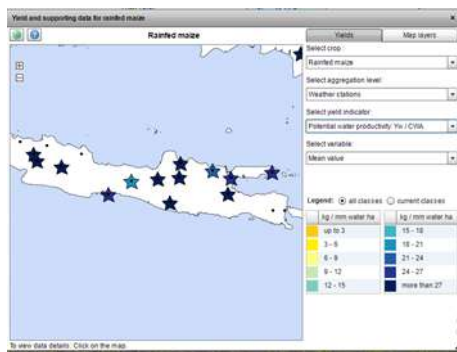 Yield and supporting data for rainfed maize
Rainfed maize
Yields
Map layers
Select crop:
Rainfed maize
Select aggregation level:
Weather stations
Select yield indicator:
Potential water productivity: Yw / CWA
Select variable:
Mean value
Legend: all classes current classes
kg / mm water ha
kg / mm water ha
up to 3
15 - 18
3 - 6
18 - 21
6 - 9
21 - 24
9 - 12
24 - 27
12 - 15
more than 27
To view data details: Click on the map.